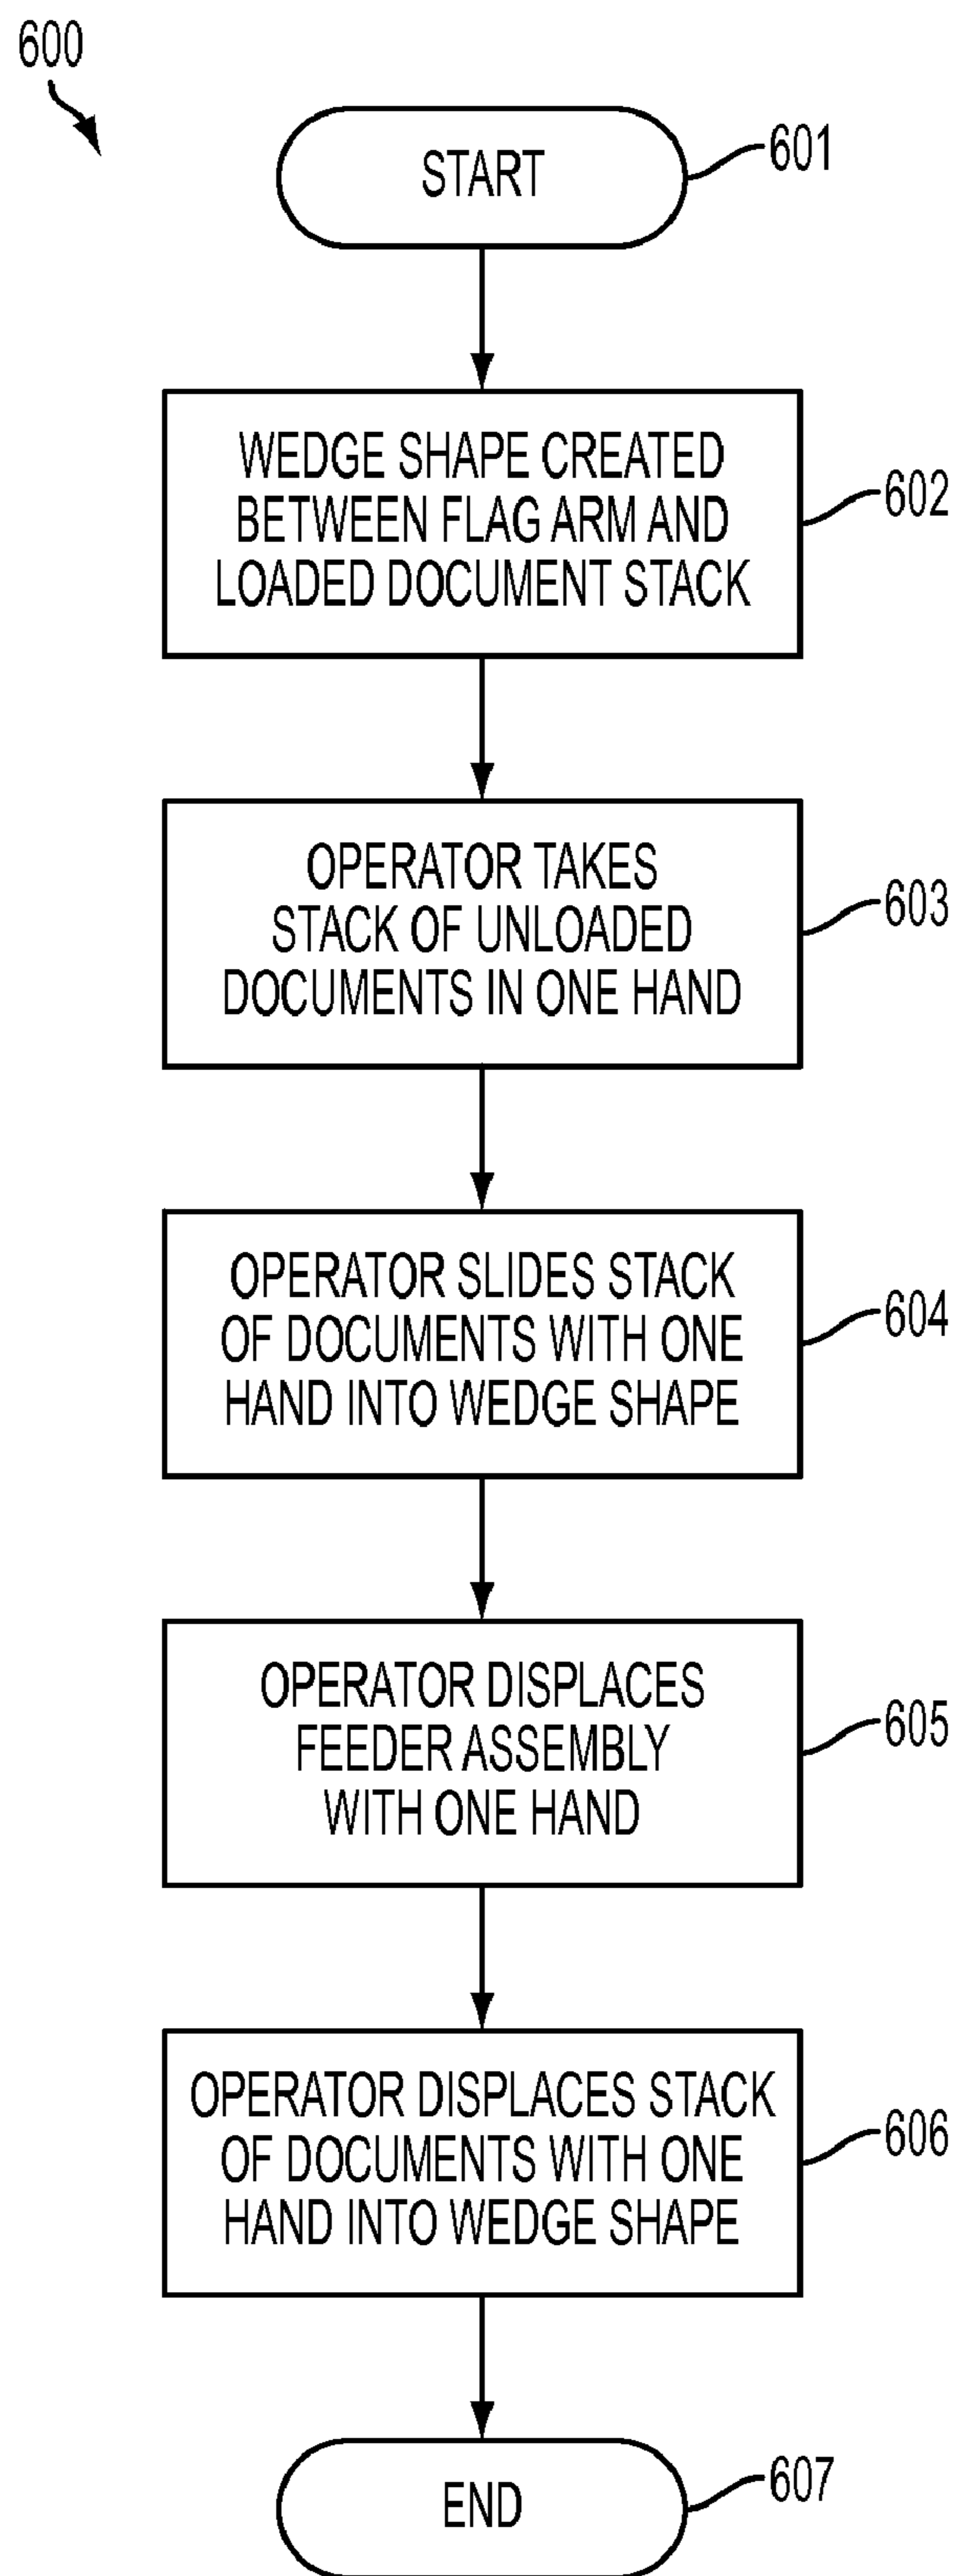 600
START
601
WEDGE SHAPE CREATED
BETWEEN FLAG ARM AND
LOADED DOCUMENT STACK
602
OPERATOR TAKES
STACK OF UNLOADED
DOCUMENTS IN ONE HAND
603
OPERATOR SLIDES STACK
OF DOCUMENTS WITH ONE
HAND INTO WEDGE SHAPE
604
OPERATOR DISPLACES
FEEDER ASSEMBLY
WITH ONE HAND
605
OPERATOR DISPLACES STACK
OF DOCUMENTS WITH ONE
HAND INTO WEDGE SHAPE
606
END
607